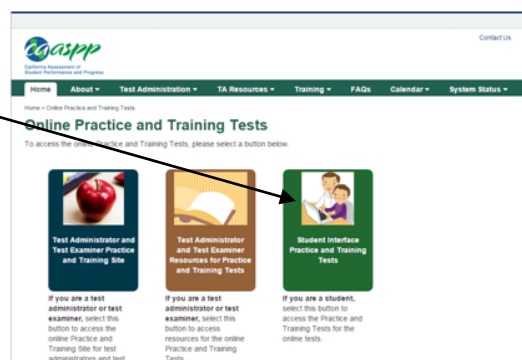 Contact Us
caaspp
California Assessment of
Student Performance and Progress
Home About Test Administration TA Resources Training FAQs Calendar System Status
Home > Online Practice and Training Tests
Online Practice and Training Tests
To access the online Practice and Training Tests, please select a button below.
Test Administrator and
Test Examiner Practice
and Training Site
Test Administrator
and Test Examiner
Resources for Practice
and Training Tests
Student Interface
Practice and Training
Tests
If you are a test
administrator or test
examiner, select this
button to access the
online Practice and
Training Site for test
administrators and test
If you are a test
administrator or test
examiner, select this
button to access
resources for the online
Practice and Training
Tests.
If you are a student,
select this button to
access the Practice and
Training Tests for the
online tests.